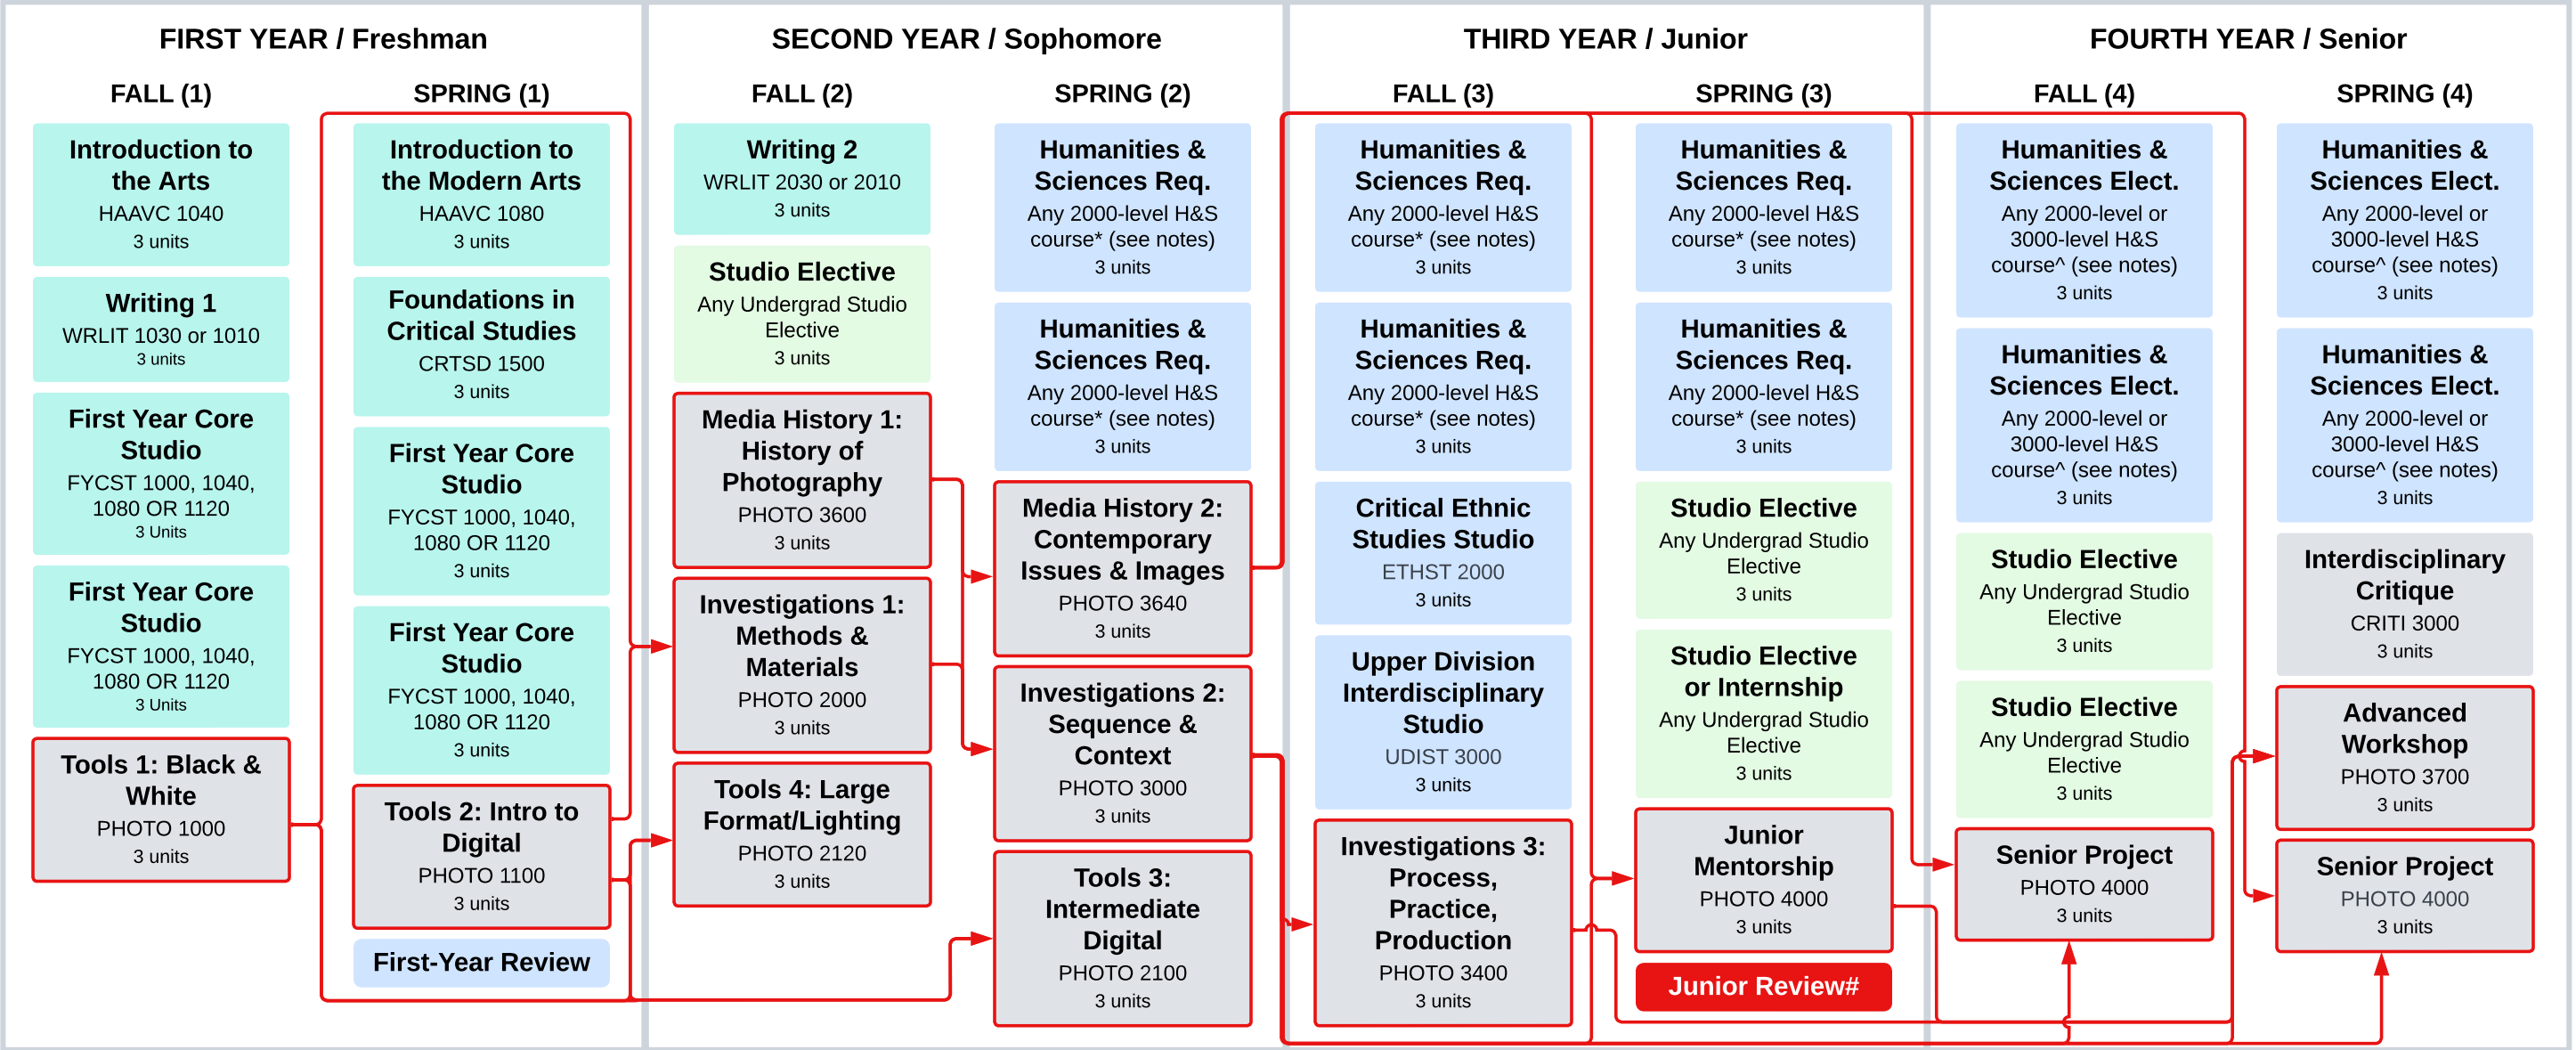 FIRST YEAR / Freshman
FALL (1)
Introduction to
the Arts
HAAVC 1040
3 units
Writing 1
WRLIT 1030 or 1010
3 units
First Year Core
Studio
FYCST 1000, 1040,
1080 OR 1120
3 Units
First Year Core
Studio
FYCST 1000, 1040,
1080 OR 1120
3 Units
Tools 1: Black &
White
PHOTO 1000
3 units
SPRING (1)
Introduction to
the Modern Arts
HAAVC 1080
3 units
Foundations in
Critical Studies
CRTSD 1500
3 units
First Year Core
Studio
FYCST 1000, 1040,
1080 OR 1120
3 units
First Year Core
Studio
FYCST 1000, 1040,
1080 OR 1120
3 units
Tools 2: Intro to
Digital
PHOTO 1100
3 units
First-Year Review
SECOND YEAR / Sophomore
FALL (2)
Writing 2
WRLIT 2030 or 2010
3 units
Studio Elective
Any Undergrad Studio
Elective
3 units
Media History 1:
History of
Photography
PHOTO 3600
3 units
Investigations 1:
Methods &
Materials
PHOTO 2000
3 units
Tools 4: Large
Format/Lighting
PHOTO 2120
3 units
SPRING (2)
Humanities &
Sciences Req.
Any 2000-level H&S
course* (see notes)
3 units
Humanities &
Sciences Req.
Any 2000-level H&S
course* (see notes)
3 units
Media History 2:
Contemporary
Issues & Images
PHOTO 3640
3 units
Investigations 2:
Sequence &
Context
PHOTO 3000
3 units
Tools 3:
Intermediate
Digital
PHOTO 2100
3 units
THIRD YEAR / Junior
FALL (3)
Humanities &
Sciences Req.
Any 2000-level H&S
course* (see notes)
3 units
Humanities &
Sciences Req.
Any 2000-level H&S
course* (see notes)
3 units
Critical Ethnic
Studies Studio
ETHST 2000
3 units
Upper Division
Interdisciplinary
Studio
UDIST 3000
3 units
Investigations 3:
Process,
Practice,
Production
PHOTO 3400
3 units
SPRING (3)
Humanities &
Sciences Req.
Any 2000-level H&S
course* (see notes)
3 units
Humanities &
Sciences Req.
Any 2000-level H&S
course* (see notes)
3 units
Studio Elective
Any Undergrad Studio
Elective
3 units
Studio Elective
or Internship
Any Undergrad Studio
Elective
3 units
Junior
Mentorship
PHOTO 4000
3 units
Junior Review#
FOURTH YEAR / Senior
FALL (4)
Humanities &
Sciences Elect.
Any 2000-level or
3000-level H&S
course^ (see notes)
3 units
Humanities &
Sciences Elect.
Any 2000-level or
3000-level H&S
course^ (see notes)
3 units
Studio Elective
Any Undergrad Studio
Elective
3 units
Studio Elective
Any Undergrad Studio
Elective
3 units
Senior Project
PHOTO 4000
3 units
SPRING (4)
Humanities &
Sciences Elect.
Any 2000-level or
3000-level H&S
course^ (see notes)
3 units
Humanities &
Sciences Elect.
Any 2000-level or
3000-level H&S
course^ (see notes)
3 units
Interdisciplinary
Critique
CRITI 3000
3 units
Advanced
Workshop
PHOTO 3700
3 units
Senior Project
PHOTO 4000
3 units